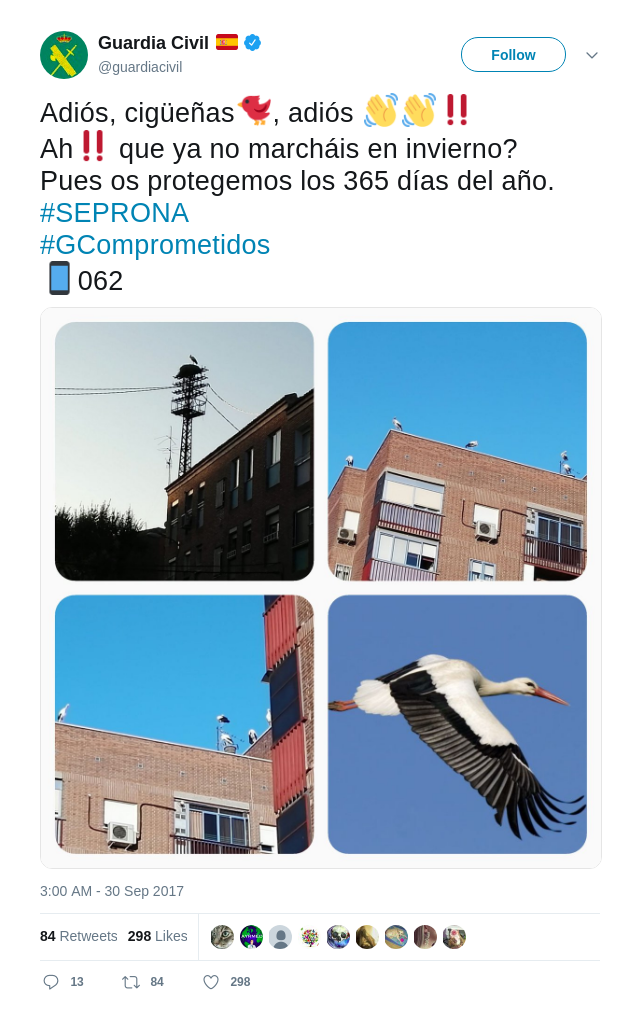 Guardia Civil 🇪🇸
@guardiacivil
Follow
Adiós, cigüeñas🐦, adiós 👋👋‼
Ah‼ que ya no marcháis en invierno?
Pues os protegemos los 365 días del año.
#SEPRONA
#GComprometidos
📱062
3:00 AM - 30 Sep 2017
84 Retweets 298 Likes
13 84 298